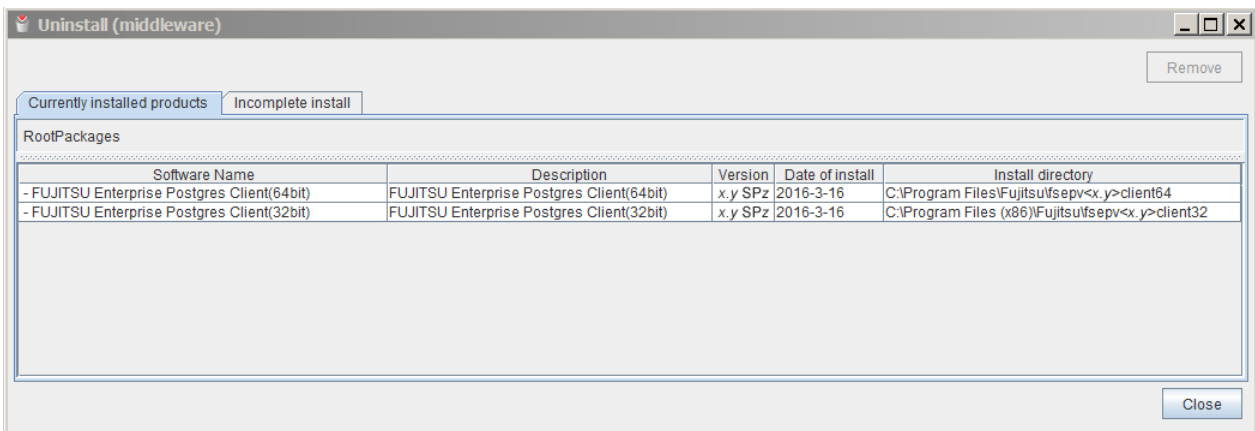 Uninstall (middleware)
Remove
Currently installed products Incomplete install
RootPackages
Software Name Description Version Date of install Install directory
- FUJITSU Enterprise Postgres Client(64bit) FUJITSU Enterprise Postgres Client(64bit) x.y SPz 2016-3-16 C:\Program Files\Fujitsu\fsepv<x.y>client64
- FUJITSU Enterprise Postgres Client(32bit) FUJITSU Enterprise Postgres Client(32bit) x.y SPz 2016-3-16 C:\Program Files (x86)\Fujitsu\fsepv<x.y>client32
Close